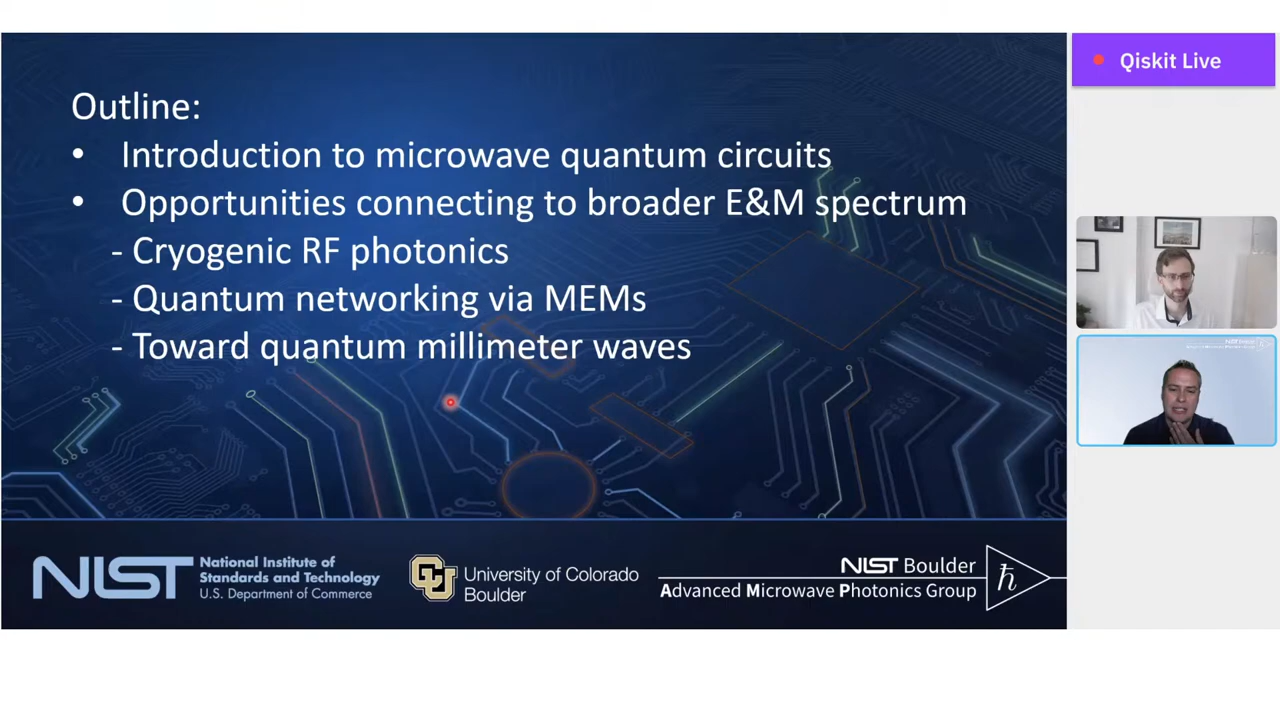 Outline:
• Introduction to microwave quantum circuits
• Opportunities connecting to broader E&M spectrum
- Cryogenic RF photonics
- Quantum networking via MEMs
- Toward quantum millimeter waves
NIST
National Institute of
Standards and Technology
U.S. Department of Commerce
CU
University of Colorado
Boulder
NIST Boulder
Advanced Microwave Photonics Group
ħ
Qiskit Live